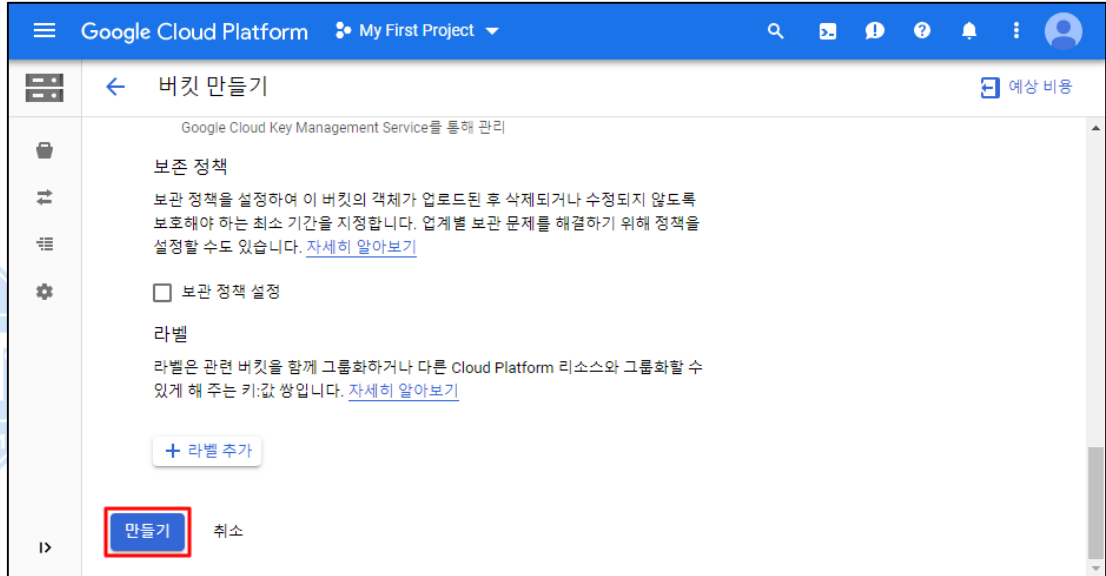 Google Cloud Platform My First Project
버킷 만들기 예상 비용
Google Cloud Key Management Service를 통해 관리
보존 정책
보관 정책을 설정하여 이 버킷의 객체가 업로드된 후 삭제되거나 수정되지 않도록
보호해야 하는 최소 기간을 지정합니다. 업계별 보관 문제를 해결하기 위해 정책을
설정할 수도 있습니다. 자세히 알아보기
보관 정책 설정
라벨
라벨은 관련 버킷을 함께 그룹화하거나 다른 Cloud Platform 리소스와 그룹화할 수
있게 해 주는 키:값 쌍입니다. 자세히 알아보기
+ 라벨 추가
만들기 취소